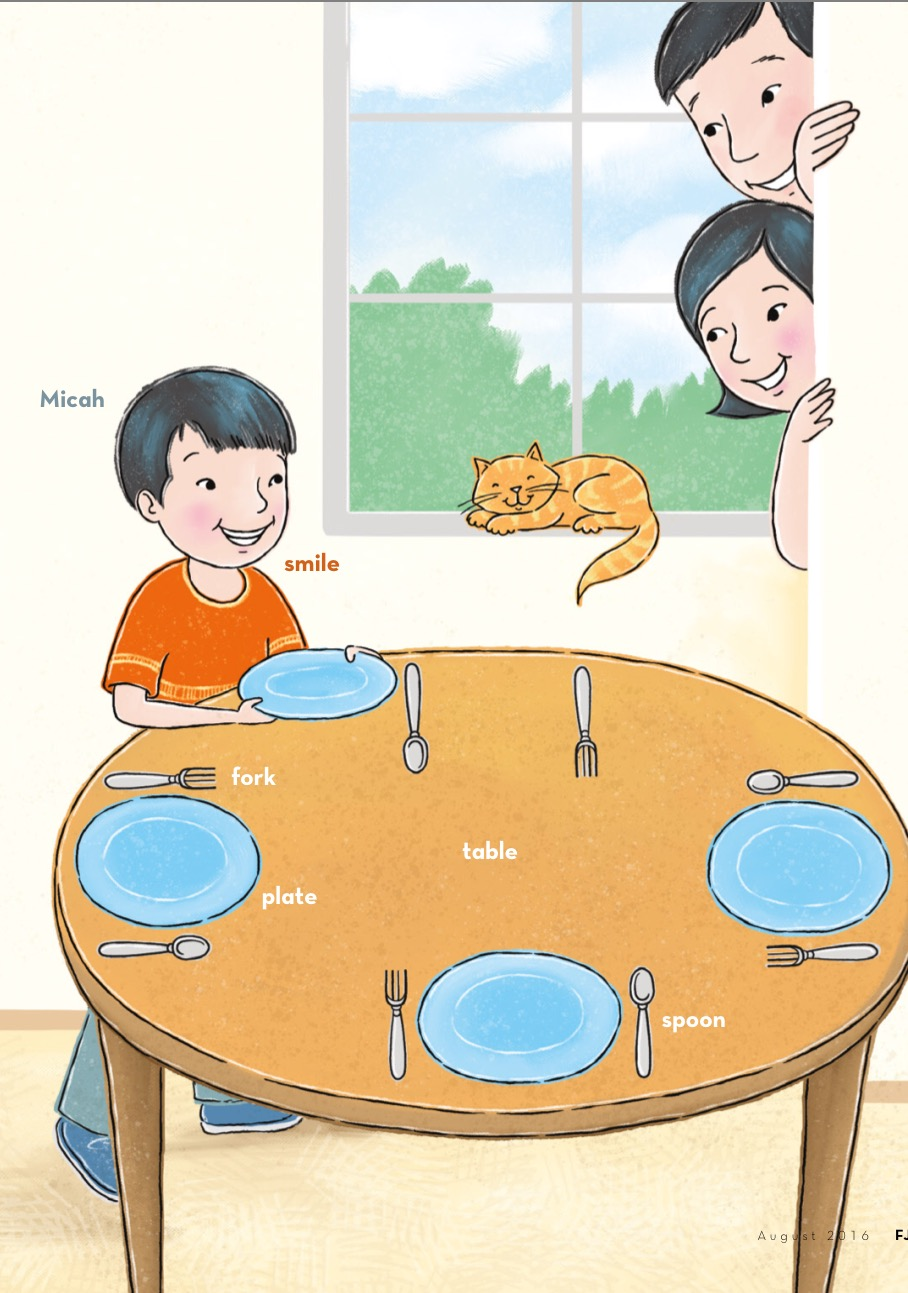 Micah
smile
fork
table
plate
spoon
August 2016 FJ